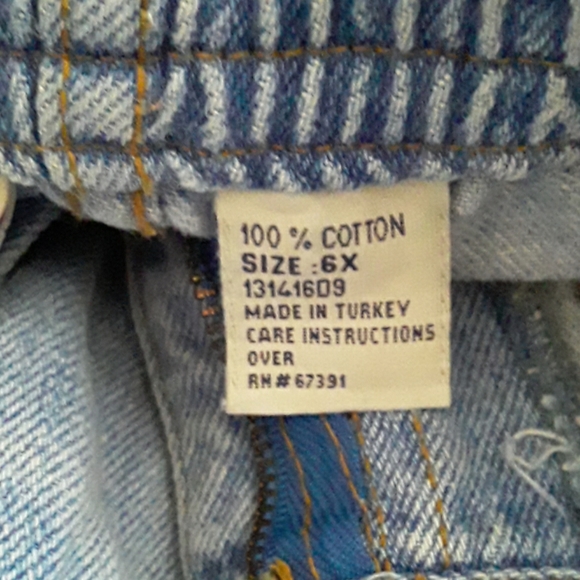 100 % COTTON
SIZE :6X
13141609
MADE IN TURKEY
CARE INSTRUCTIONS
OVER
RN# 67391